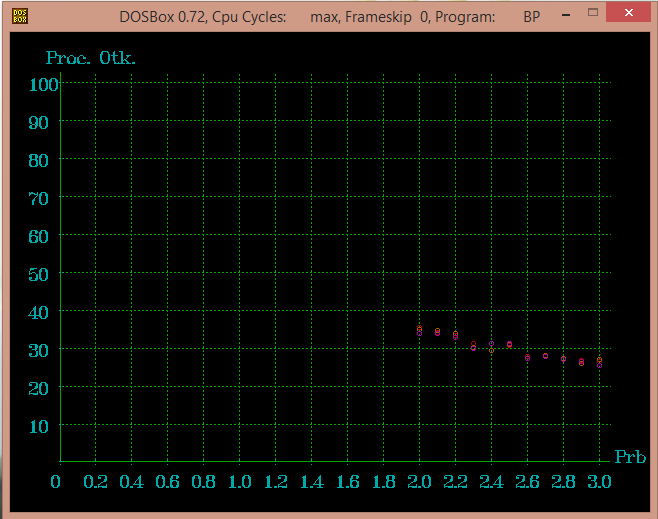 DOS
BOX
DOSBox 0.72, Cpu Cycles: max, Frameskip 0, Program: BP
Proc. Otk.
100
90
80
70
60
50
40
30
20
10
Prb
0 0.2 0.4 0.6 0.8 1.0 1.2 1.4 1.6 1.8 2.0 2.2 2.4 2.6 2.8 3.0